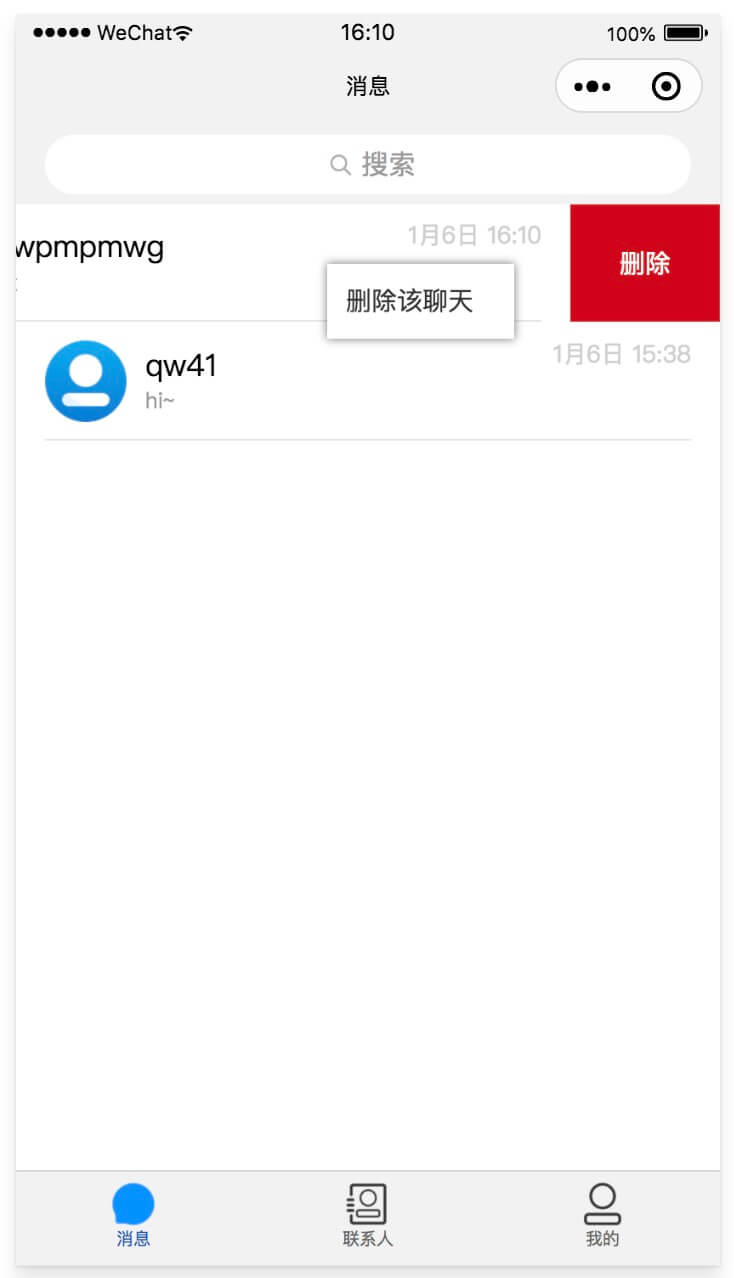 WeChat 16:10 100%
消息
搜索
wpmpmwg 1月6日 16:10
删除
删除该聊天
qw41 1月6日 15:38
hi~
消息 联系人 我的